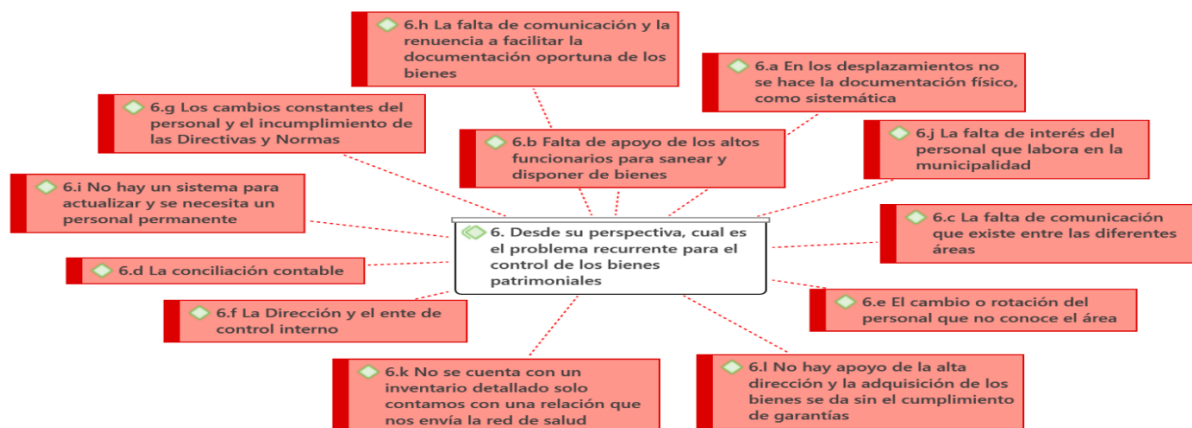 6.h La falta de comunicación y la
renuencia a facilitar la
documentación oportuna de los
bienes
6.a En los desplazamientos no
se hace la documentación físico,
como sistemática
6.g Los cambios constantes del
personal y el incumplimiento de
las Directivas y Normas
6.b Falta de apoyo de los altos
funcionarios para sanear y
disponer de bienes
6.j La falta de interés del
personal que labora en la
municipalidad
6.i No hay un sistema para
actualizar y se necesita un
personal permanente
6. Desde su perspectiva, cual es
el problema recurrente para el
control de los bienes
patrimoniales
6.c La falta de comunicación
que existe entre las diferentes
áreas
6.d La conciliación contable
6.f La Dirección y el ente de
control interno
6.e El cambio o rotación del
personal que no conoce el área
6.k No se cuenta con un
inventario detallado solo
contamos con una relación que
nos envía la red de salud
6.l No hay apoyo de la alta
dirección y la adquisición de los
bienes se da sin el cumplimiento
de garantías